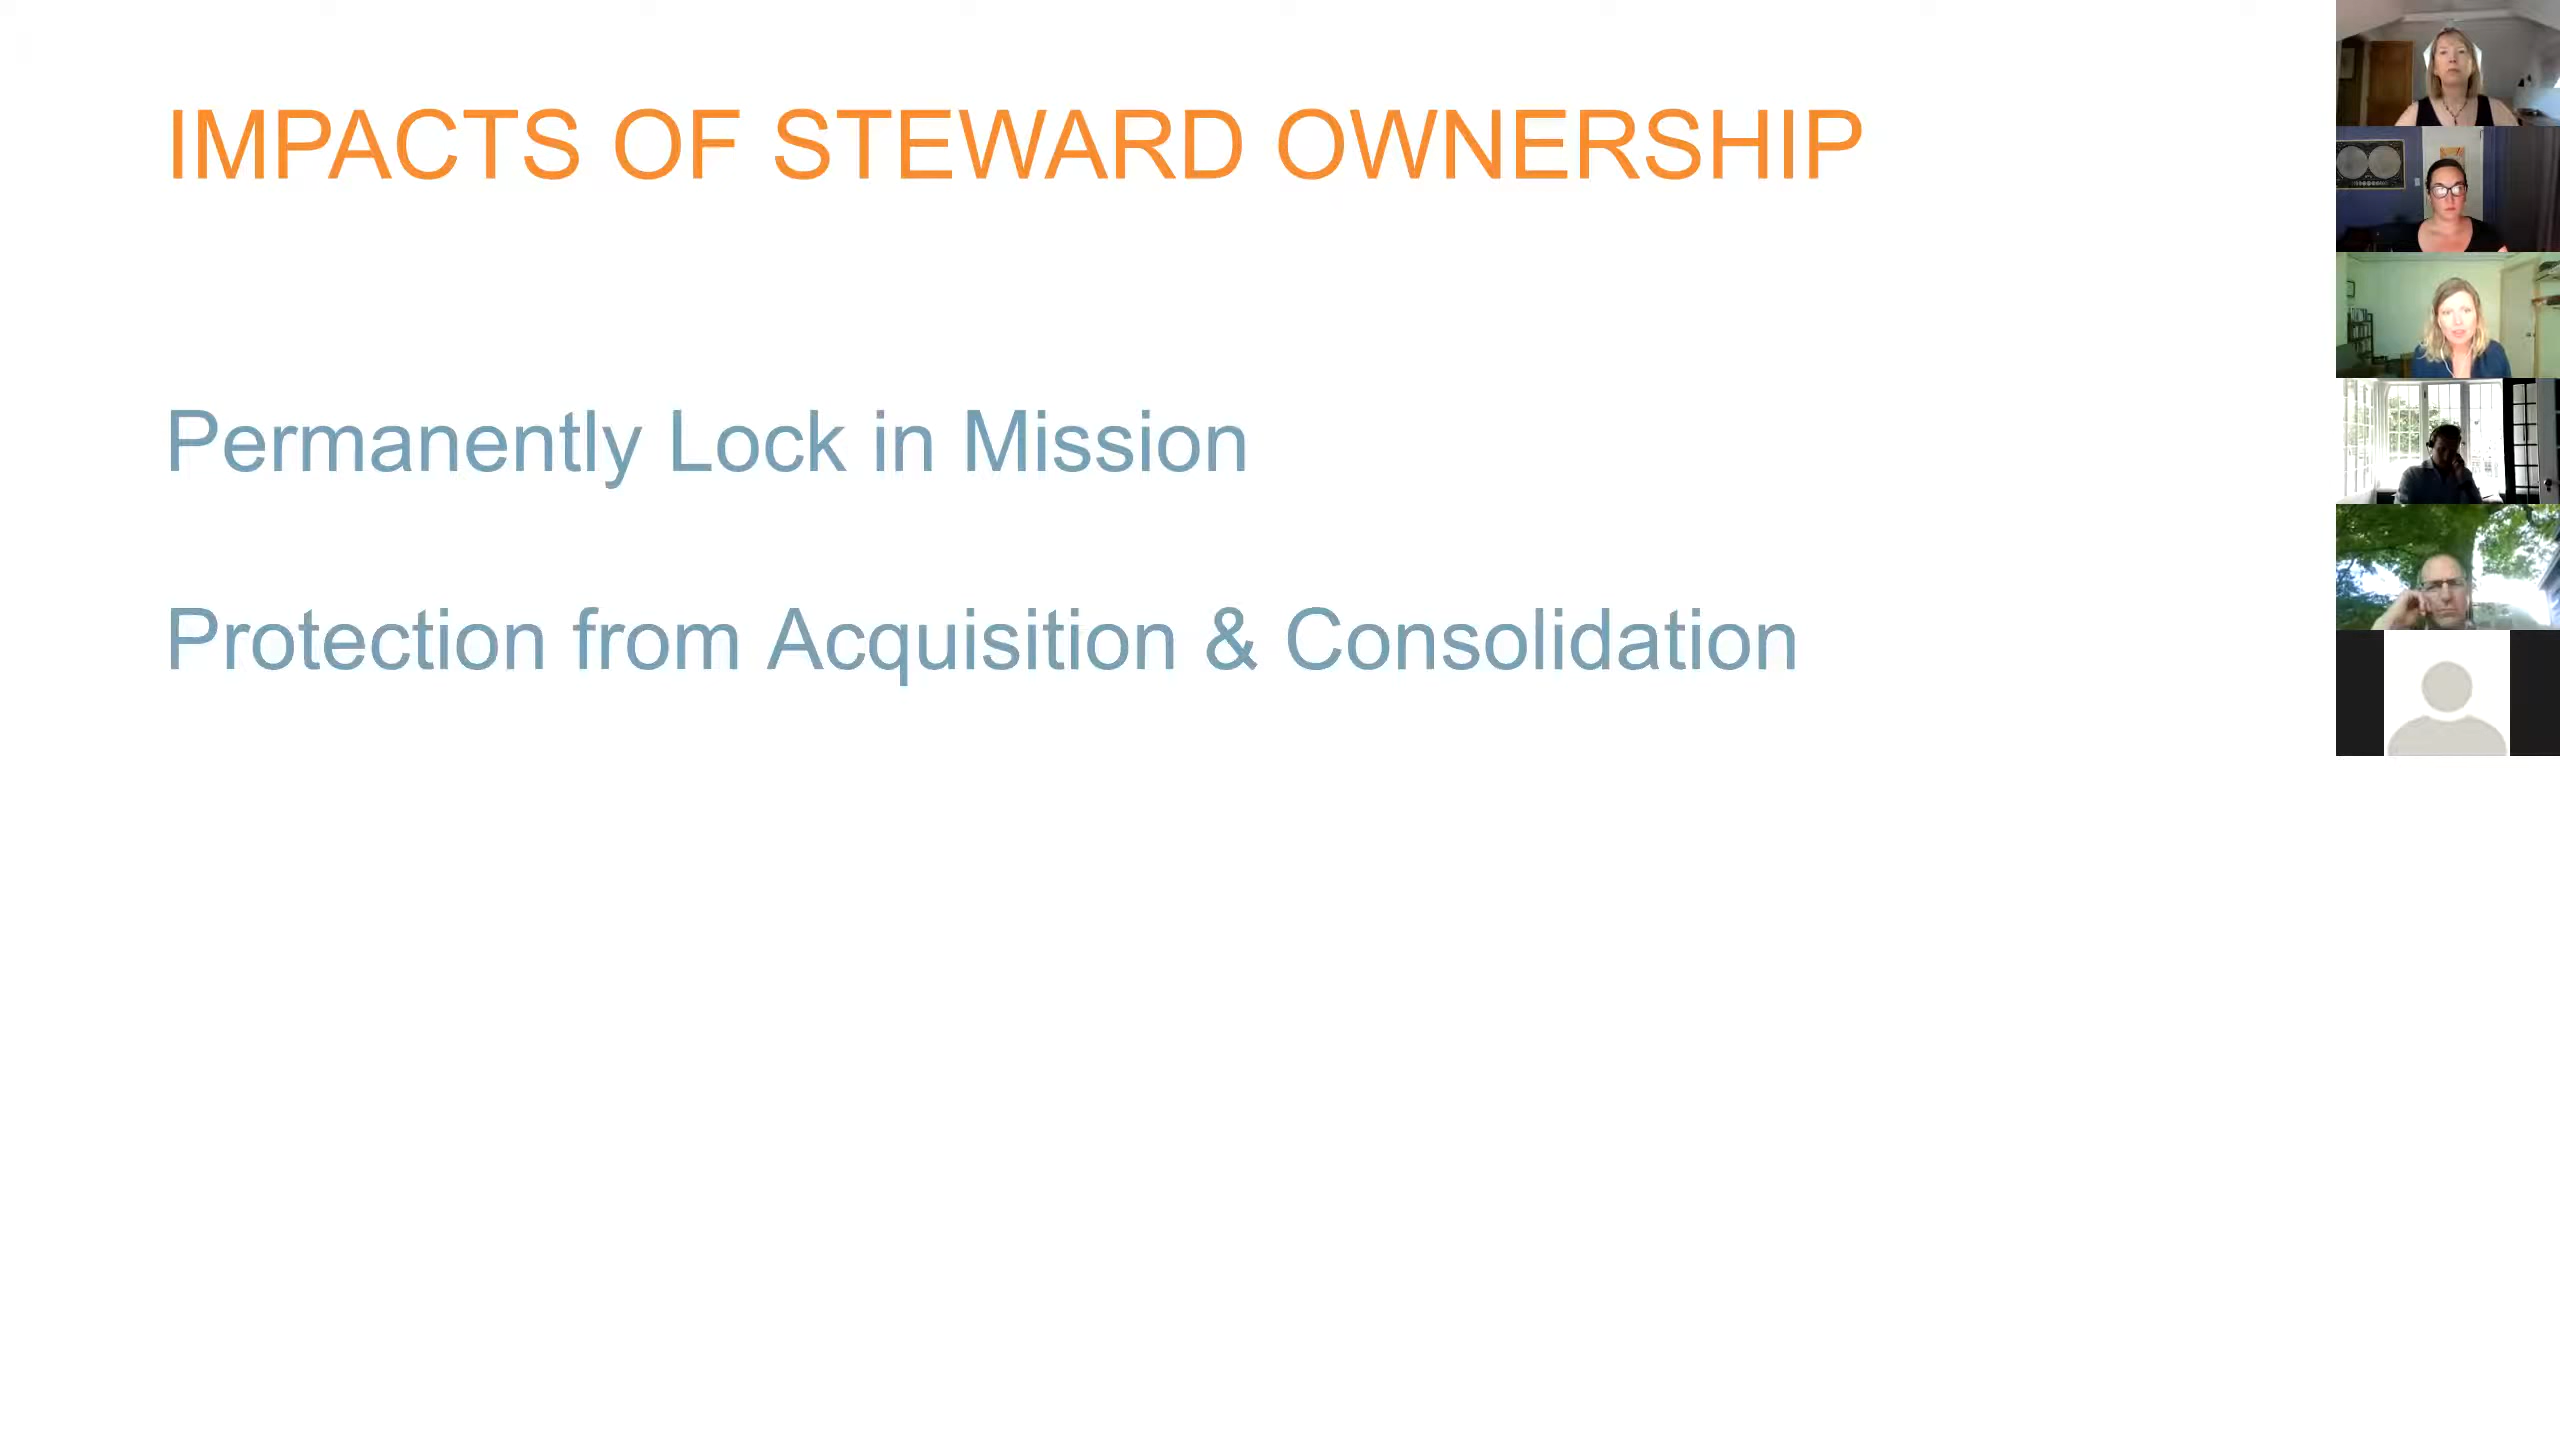 IMPACTS OF STEWARD OWNERSHIP
Permanently Lock in Mission
Protection from Acquisition & Consolidation